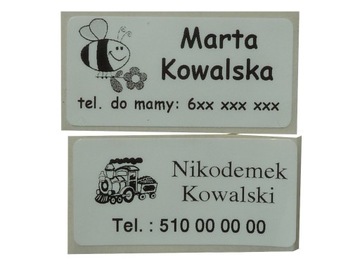 Marta
Kowalska
tel. do mamy: 6xx xxx xxx
Nikodemek
Kowalski
Tel. : 510 00 00 00